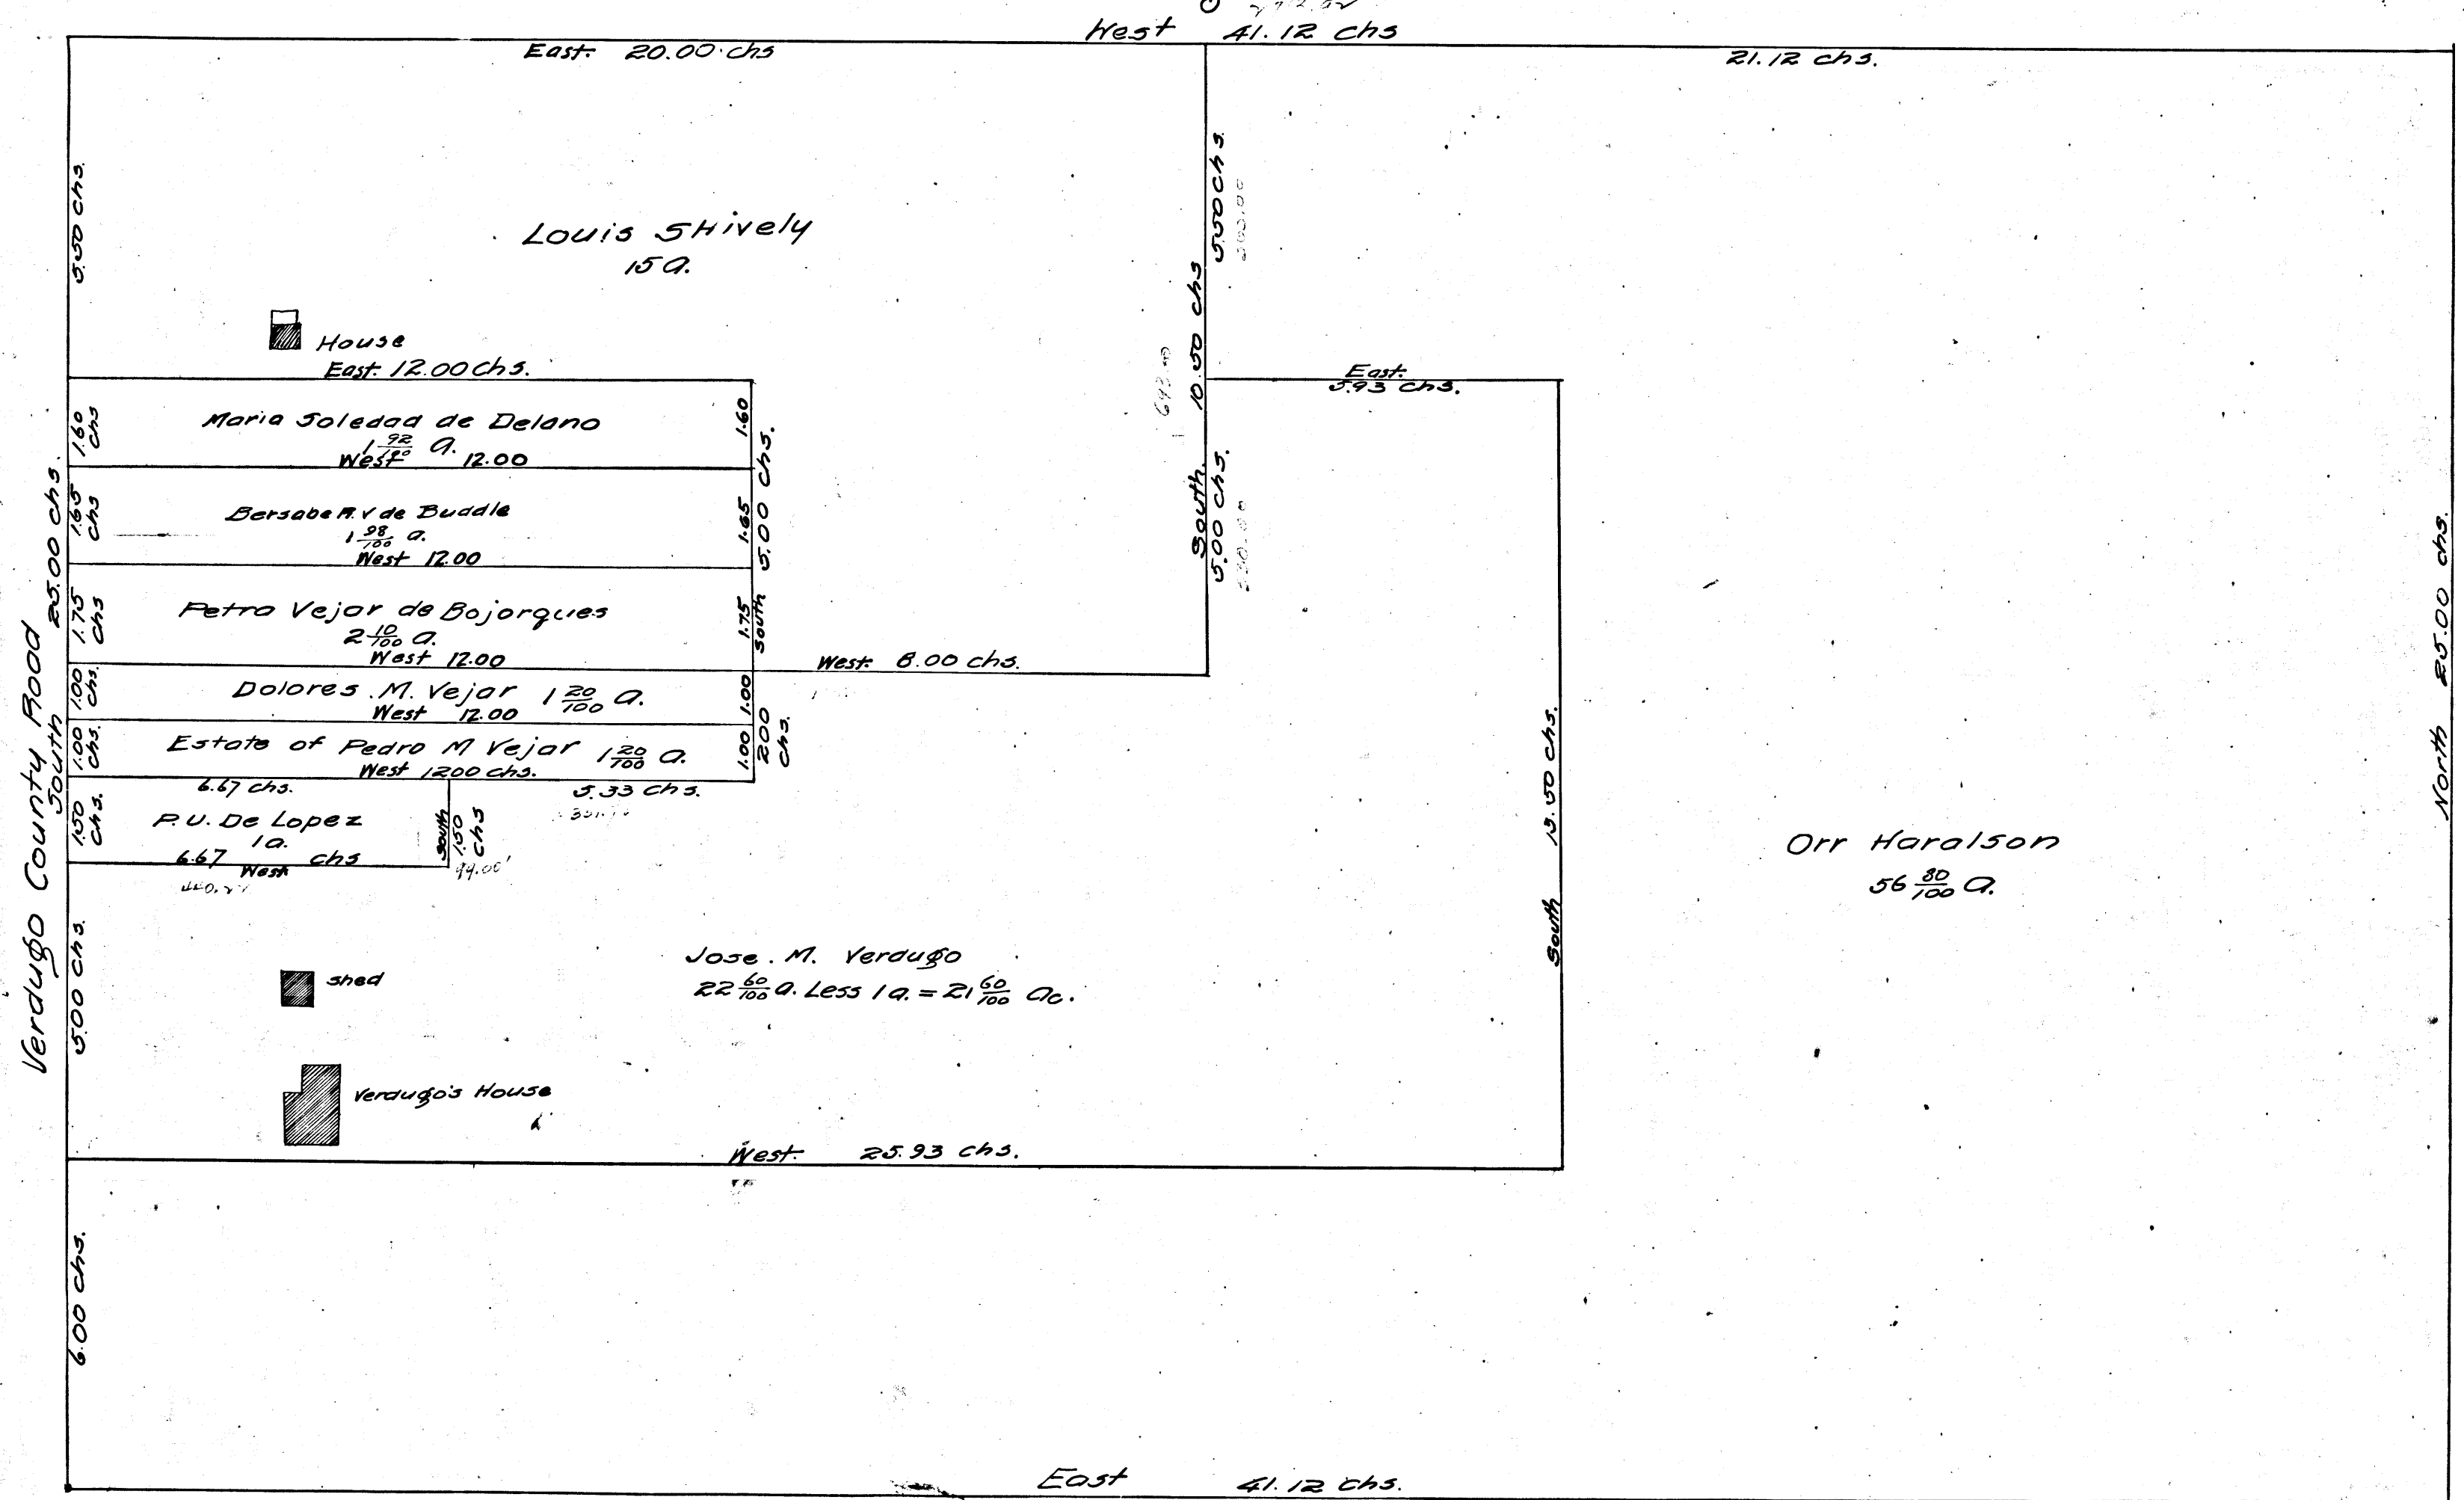 West 41.12 chs
East. 20.00 chs
21.12 chs.
5.50 chs.
5.50 chs
Louis Shively
15 a.
House
East. 12.00 chs.
South. 10.50 chs
East.
5.93 chs.
1.60
chs
Maria Soledad de Delano
1 92/100 a.
West 12.00
1.60
1.65
chs
Bersabe R. V de Buddle
1 98/100 a.
West 12.00
1.65
South 5.00 chs.
5.00 chs.
1.75
chs
Petra Vejar de Bojorques
2 10/100 a.
West 12.00
1.75
West. 8.00 chs.
1.00
chs.
Dolores. M. Vejar 1 20/100 a.
West 12.00
1.00
1.00
chs.
Estate of Pedro M Vejar 1 20/100 a.
West 1200 chs.
1.00
200
chs.
Verdugo County Road
South 25.00 chs.
6.67 chs.
5.33 chs.
1.50
chs.
P.U. De Lopez
1 a.
6.67 chs
West
South
1.50
chs
99.00'
South 13.50 chs.
North 25.00 chs.
Orr Haralson
56 80/100 a.
5.00 chs.
Jose. M. Verdugo
22 60/100 a. Less 1 a. = 21 60/100 ac.
shed
Verdugo's House
West. 25.93 chs.
6.00 chs.
East 41.12 chs.